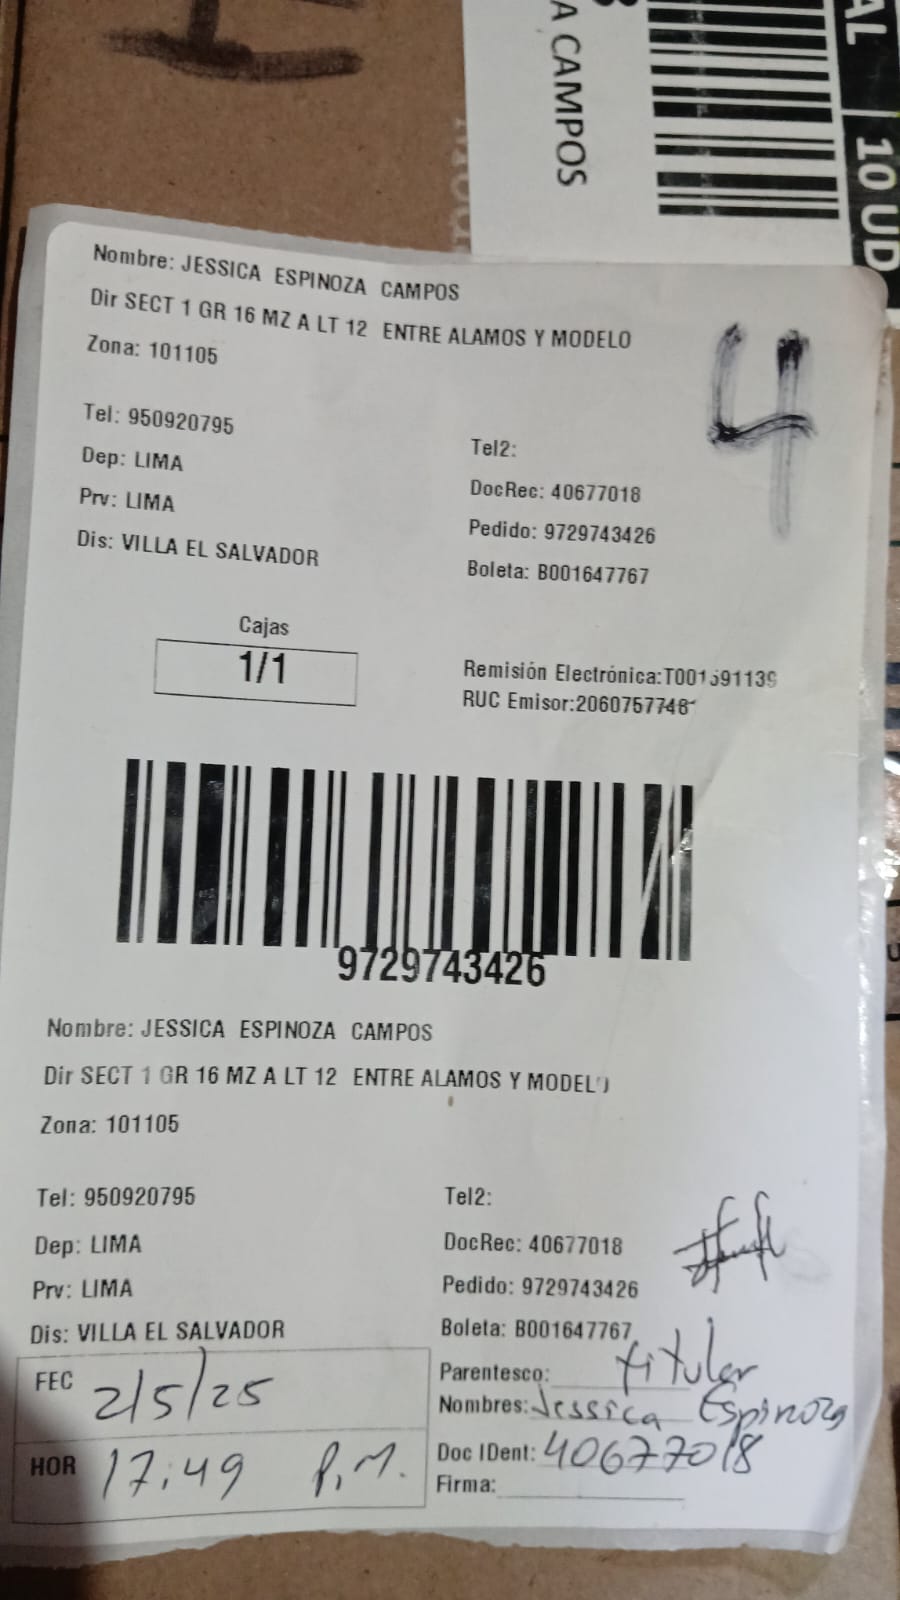 A CAMPOS
AL
10 UD
Nombre: JESSICA ESPINOZA CAMPOS
Dir SECT 1 GR 16 MZ A LT 12 ENTRE ALAMOS Y MODELO
Zona: 101105
4
Tel: 950920795
Tel2:
Dep: LIMA
DocRec: 40677018
Prv: LIMA
Pedido: 9729743426
Dis: VILLA EL SALVADOR
Boleta: B001647767
Cajas
1/1
Remisión Electrónica:
RUC Emisor:
9729743426
Nombre: JESSICA ESPINOZA CAMPOS
Dir SECT 1 GR 16 MZ A LT 12 ENTRE ALAMOS Y MODELO
Zona: 101105
Tel: 950920795
Tel2:
Dep: LIMA
DocRec: 40677018
Prv: LIMA
Pedido: 9729743426
Dis: VILLA EL SALVADOR
Boleta: B001647767
FEC 2/5/25
Parentesco: titular
Nombres: Jessica Espinoza
HOR 17:49 P.M.
Doc IDent: 40677018
Firma: